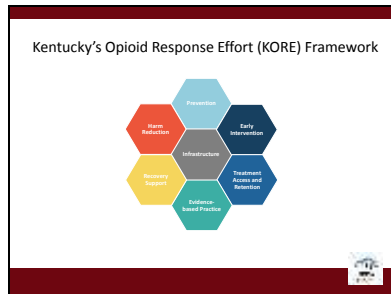 Kentucky's Opioid Response Effort (KORE) Framework
Prevention
Harm
Reduction
Early
Intervention
Infrastructure
Recovery
Support
Treatment
Access and
Retention
Evidence-
based Practice